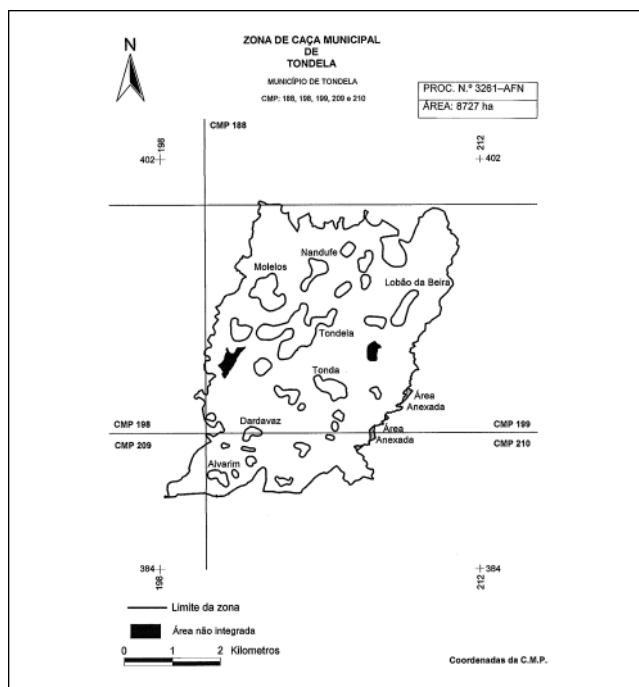 N
ZONA DE CAÇA MUNICIPAL
DE
TONDELA
MUNICÍPIO DE TONDELA
CMP: 188, 198, 199, 209 e 210
PROC. N.º 3261–AFN
ÁREA: 8727 ha
CMP 188
198
212
402
402
Nandufe
Molelos
Lobão da Beira
Tondela
Tonda
Área
Anexada
Dardavaz
Área
Anexada
CMP 198
CMP 199
CMP 209
CMP 210
Alvarim
384
384
198
212
Limite da zona
Área não integrada
0 1 2 Kilometros
Coordenadas da C.M.P.